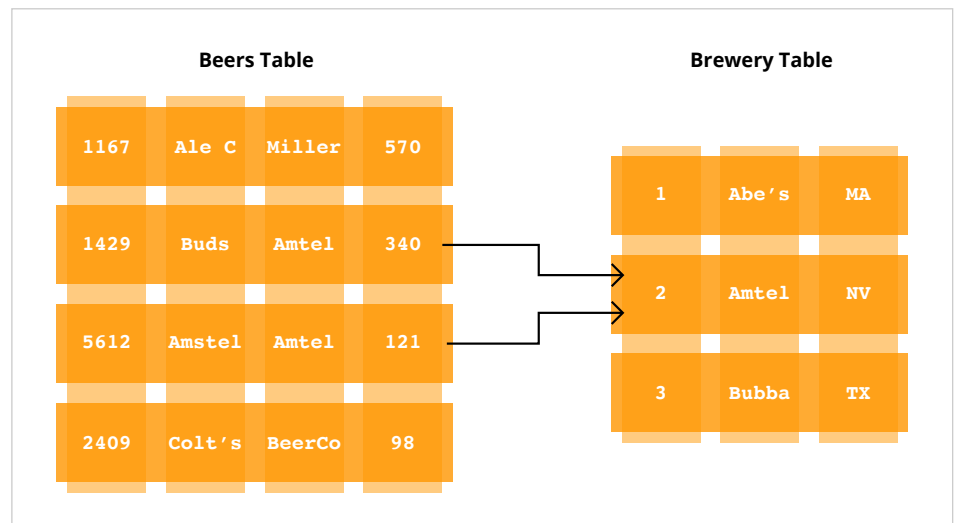 Beers Table
1167 Ale C Miller 570
1429 Buds Amtel 340
5612 Amstel Amtel 121
2409 Colt’s BeerCo 98
Brewery Table
1 Abe’s MA
2 Amtel NV
3 Bubba TX